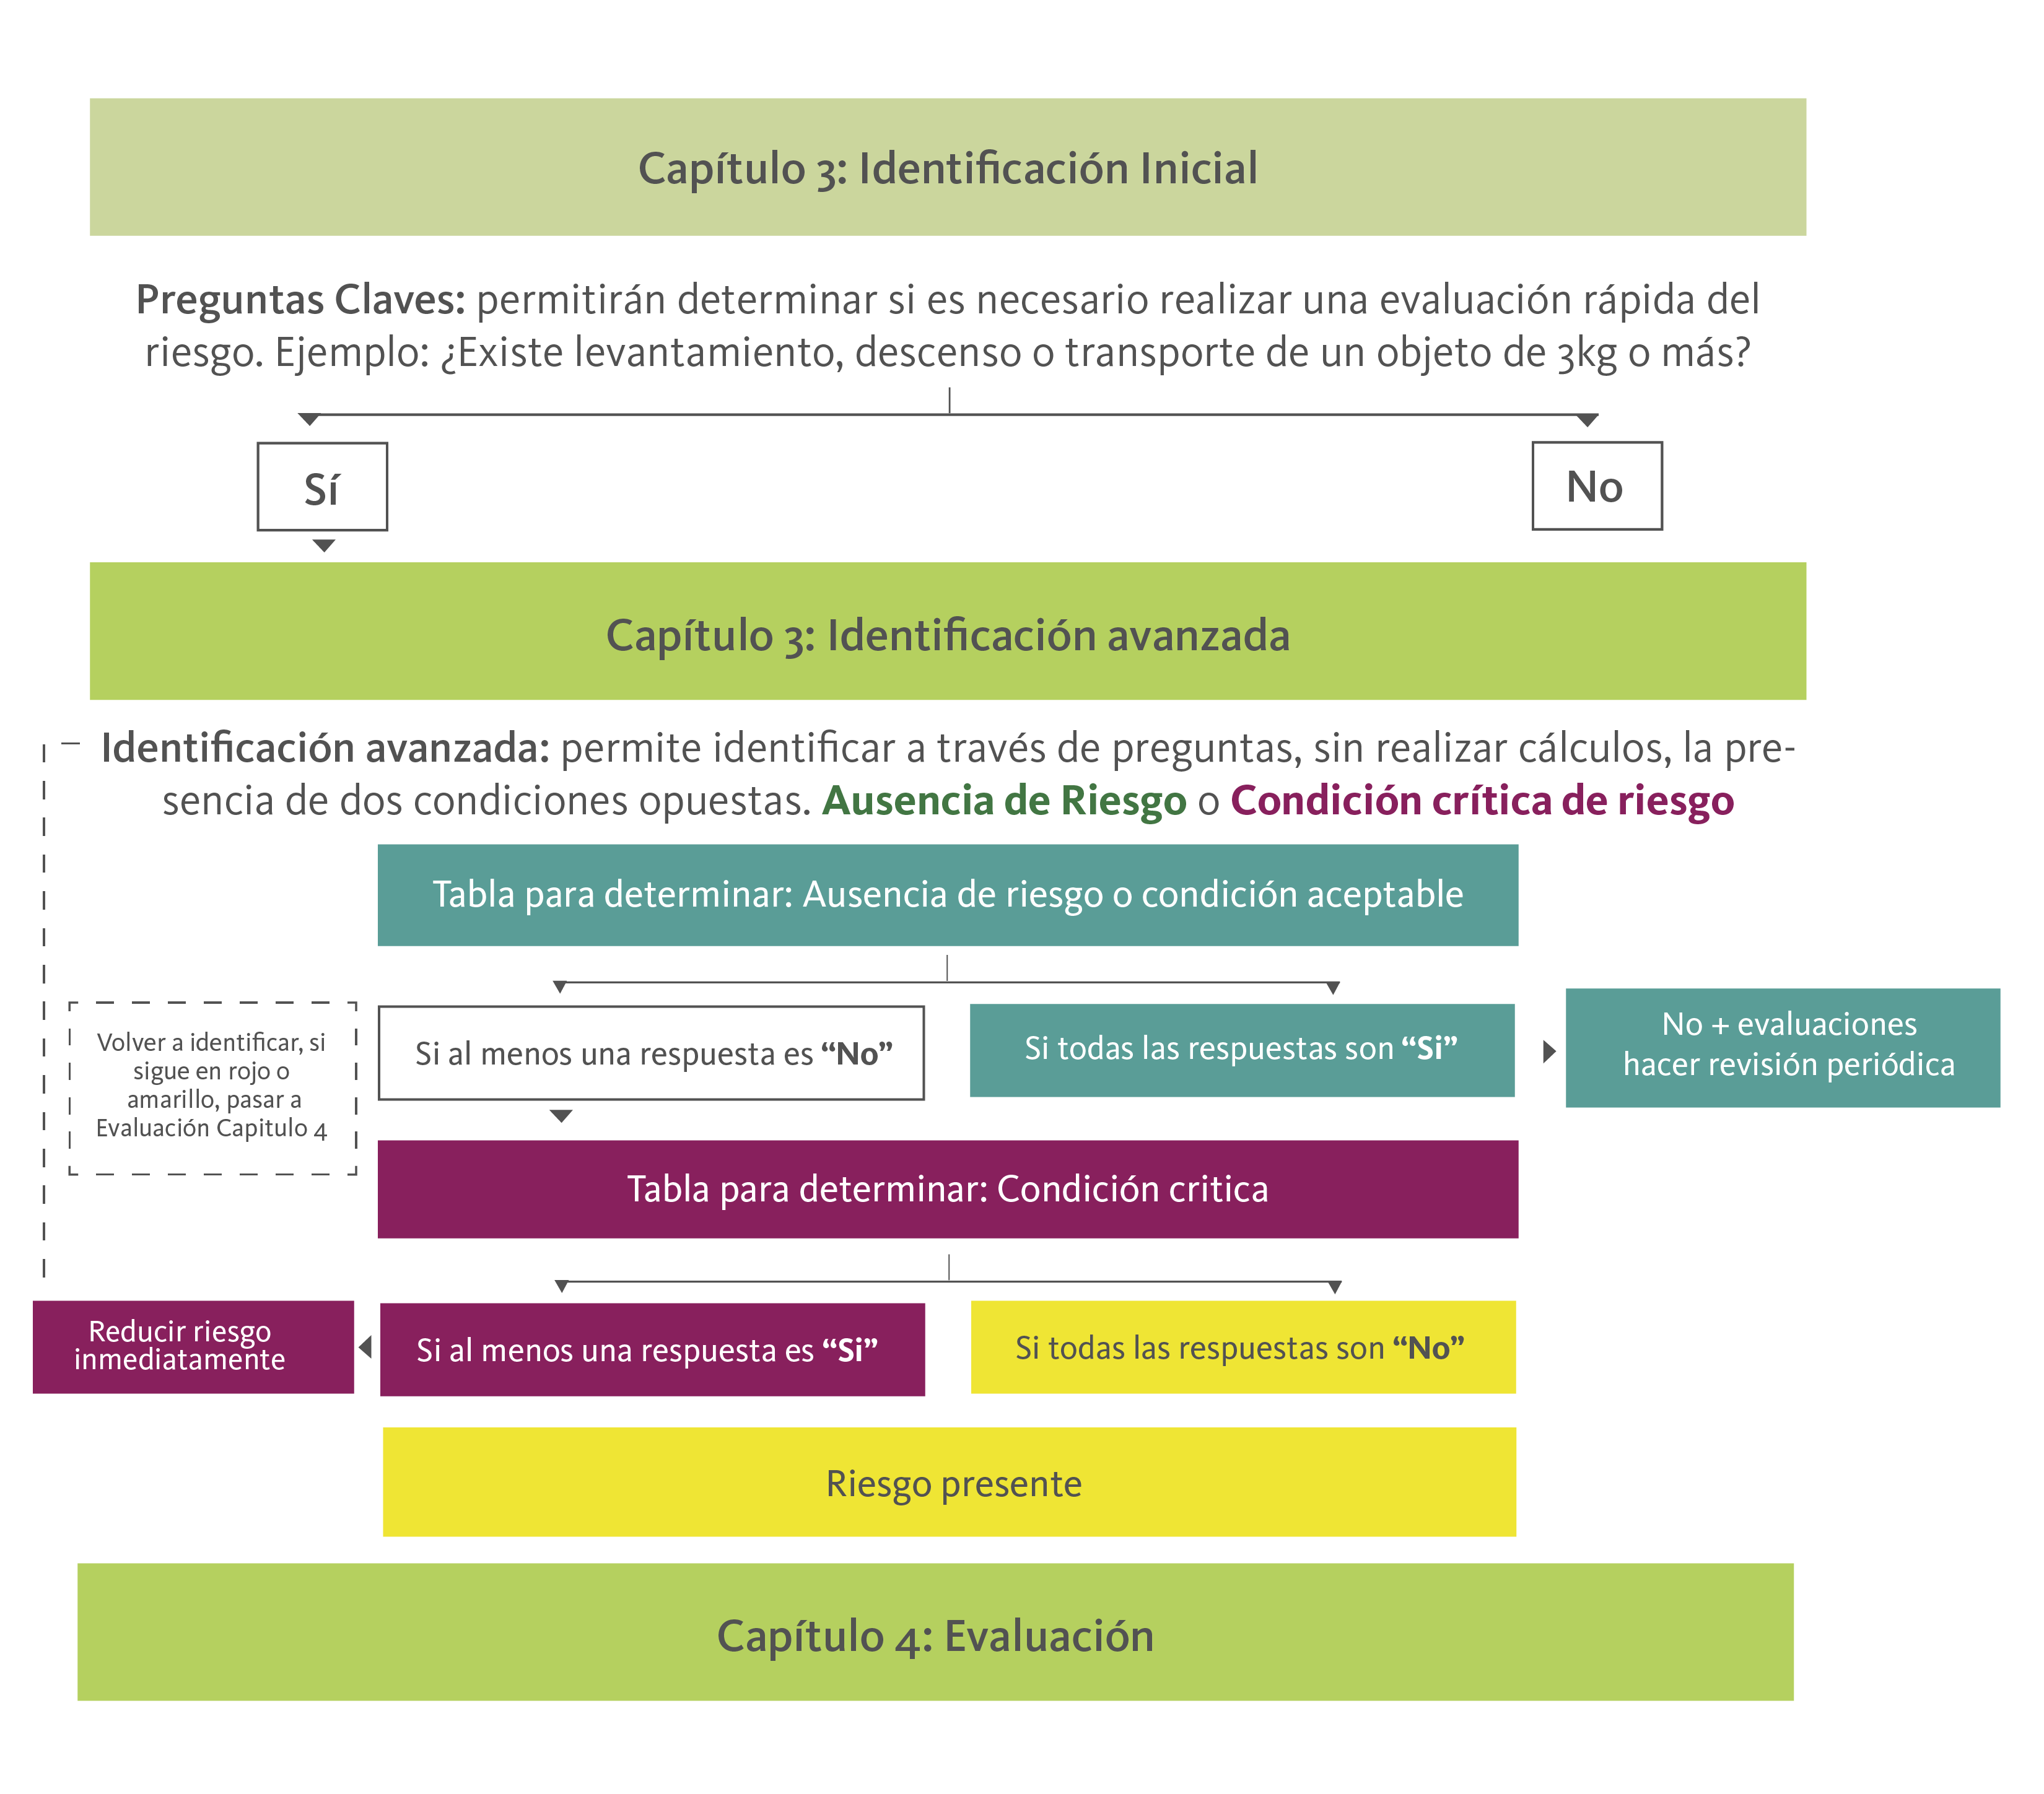 Capítulo 3: Identificación Inicial
Preguntas Claves: permitirán determinar si es necesario realizar una evaluación rápida del
riesgo. Ejemplo: ¿Existe levantamiento, descenso o transporte de un objeto de 3kg o más?
Sí
No
Capítulo 3: Identificación avanzada
Identificación avanzada: permite identificar a través de preguntas, sin realizar cálculos, la pre-
sencia de dos condiciones opuestas. Ausencia de Riesgo o Condición crítica de riesgo
Tabla para determinar: Ausencia de riesgo o condición aceptable
Volver a identificar, si
sigue en rojo o
amarillo, pasar a
Evaluación Capitulo 4
Si al menos una respuesta es “No”
Si todas las respuestas son “Si”
No + evaluaciones
hacer revisión periódica
Tabla para determinar: Condición critica
Reducir riesgo
inmediatamente
Si al menos una respuesta es “Si”
Si todas las respuestas son “No”
Riesgo presente
Capítulo 4: Evaluación